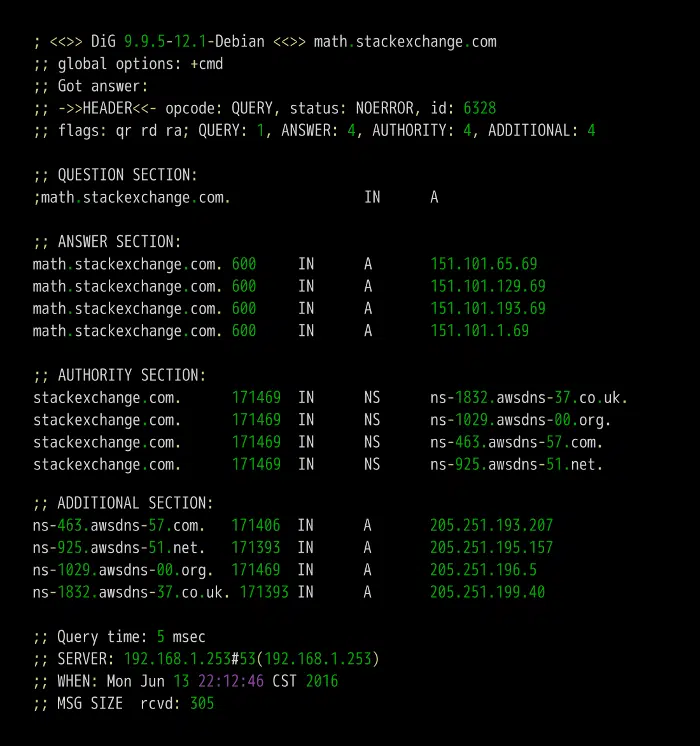 ; <<>> DiG 9.9.5-12.1-Debian <<>> math.stackexchange.com
;; global options: +cmd
;; Got answer:
;; ->>HEADER<<- opcode: QUERY, status: NOERROR, id: 6328
;; flags: qr rd ra; QUERY: 1, ANSWER: 4, AUTHORITY: 4, ADDITIONAL: 4
;; QUESTION SECTION:
;math.stackexchange.com. IN A
;; ANSWER SECTION:
math.stackexchange.com. 600 IN A 151.101.65.69
math.stackexchange.com. 600 IN A 151.101.129.69
math.stackexchange.com. 600 IN A 151.101.193.69
math.stackexchange.com. 600 IN A 151.101.1.69
;; AUTHORITY SECTION:
stackexchange.com. 171469 IN NS ns-1832.awsdns-37.co.uk.
stackexchange.com. 171469 IN NS ns-1029.awsdns-00.org.
stackexchange.com. 171469 IN NS ns-463.awsdns-57.com.
stackexchange.com. 171469 IN NS ns-925.awsdns-51.net.
;; ADDITIONAL SECTION:
ns-463.awsdns-57.com. 171406 IN A 205.251.193.207
ns-925.awsdns-51.net. 171393 IN A 205.251.195.157
ns-1029.awsdns-00.org. 171469 IN A 205.251.196.5
ns-1832.awsdns-37.co.uk. 171393 IN A 205.251.199.40
;; Query time: 5 msec
;; SERVER: 192.168.1.253#53(192.168.1.253)
;; WHEN: Mon Jun 13 22:12:46 CST 2016
;; MSG SIZE  rcvd: 305